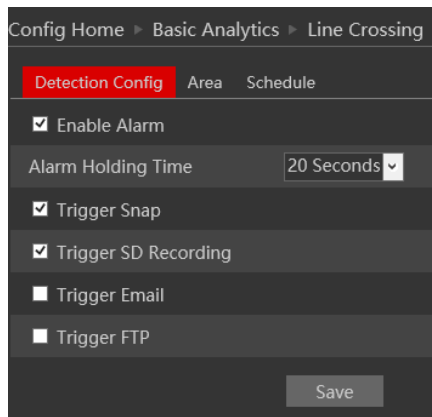 Config Home ▶ Basic Analytics ▶ Line Crossing
Detection Config Area Schedule
Enable Alarm
Alarm Holding Time 20 Seconds
Trigger Snap
Trigger SD Recording
Trigger Email
Trigger FTP
Save